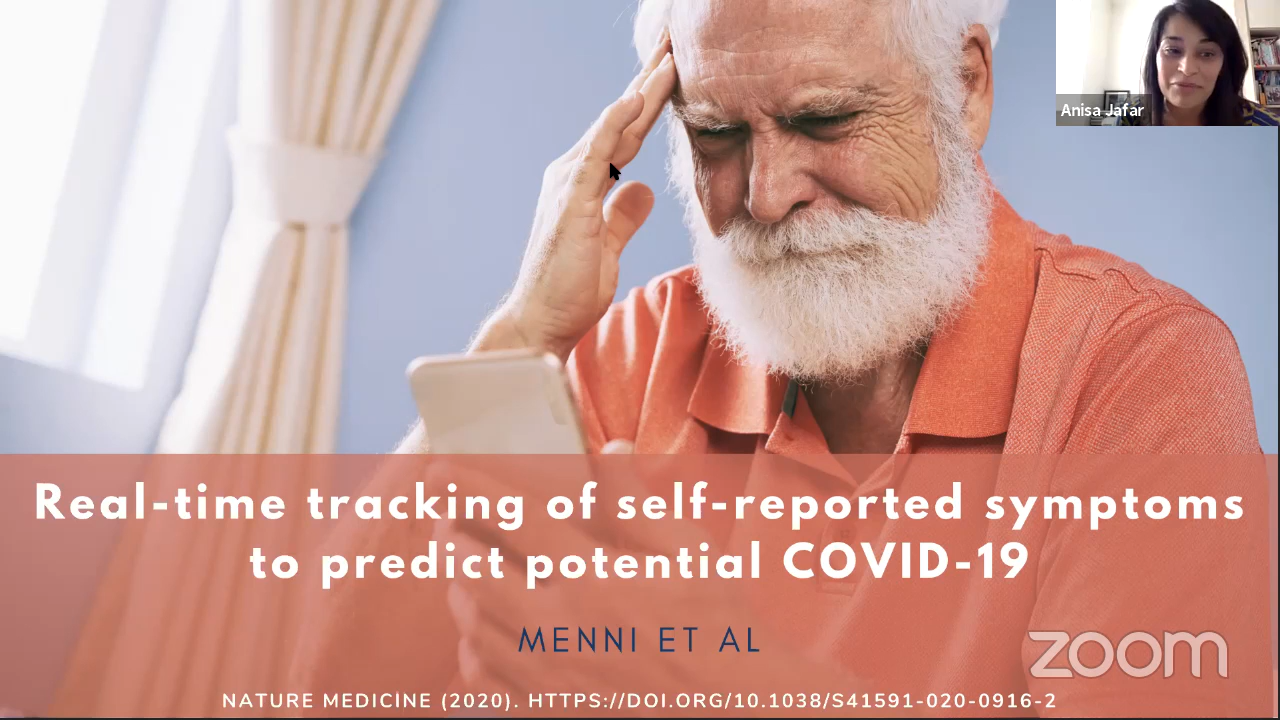 Anisa Jafar
Real-time tracking of self-reported symptoms
to predict potential COVID-19
MENNI ET AL
zoom
NATURE MEDICINE (2020). HTTPS://DOI.ORG/10.1038/S41591-020-0916-2